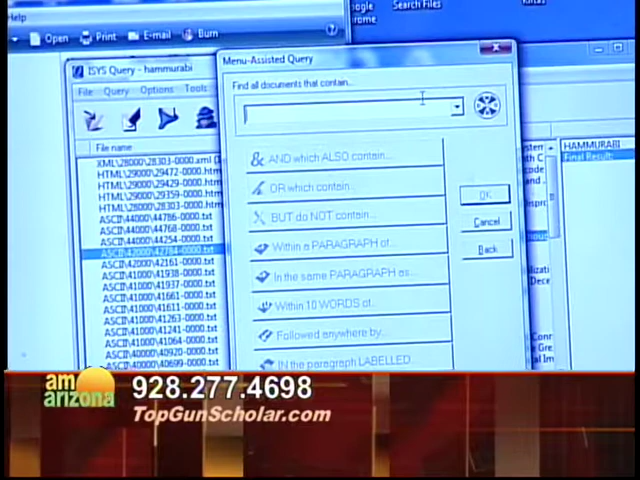 Help
Google
Chrome
Search Files
Open
Print
E-mail
Burn
ISYS Query - hammurabi
File
Query
Options
Tools
File name
XML\28000\28303-0000.xml
HTML\29000\29472-0000.htm
HTML\29000\29429-0000.htm
HTML\29000\29359-0000.htm
ASCII\44000\44786-0000.txt
ASCII\44000\44768-0000.txt
ASCII\44000\44254-0000.txt
ASCII\42000\42784-0000.txt
ASCII\42000\42161-0000.txt
ASCII\41000\41938-0000.txt
ASCII\41000\41937-0000.txt
ASCII\41000\41661-0000.txt
ASCII\41000\41611-0000.txt
ASCII\41000\41263-0000.txt
ASCII\41000\41241-0000.txt
ASCII\41000\41064-0000.txt
ASCII\40000\40920-0000.txt
ASCII\40000\40699-0000.txt
Menu-Assisted Query
Find all documents that contain...
& AND which ALSO contain...
OR which contain...
BUT do NOT contain...
Within a PARAGRAPH of...
In the same PARAGRAPH as...
Within 10 WORDS of...
Followed anywhere by...
IN the paragraph LABELLED
OK
Cancel
Back
HAMMURABI
Final Result:
am
arizona
928.277.4698
TopGunScholar.com